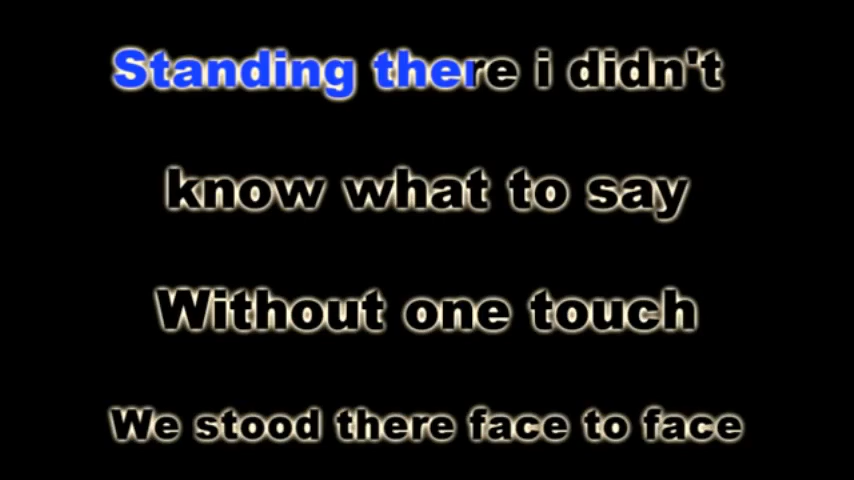 Standing there i didn't
know what to say
Without one touch
We stood there face to face